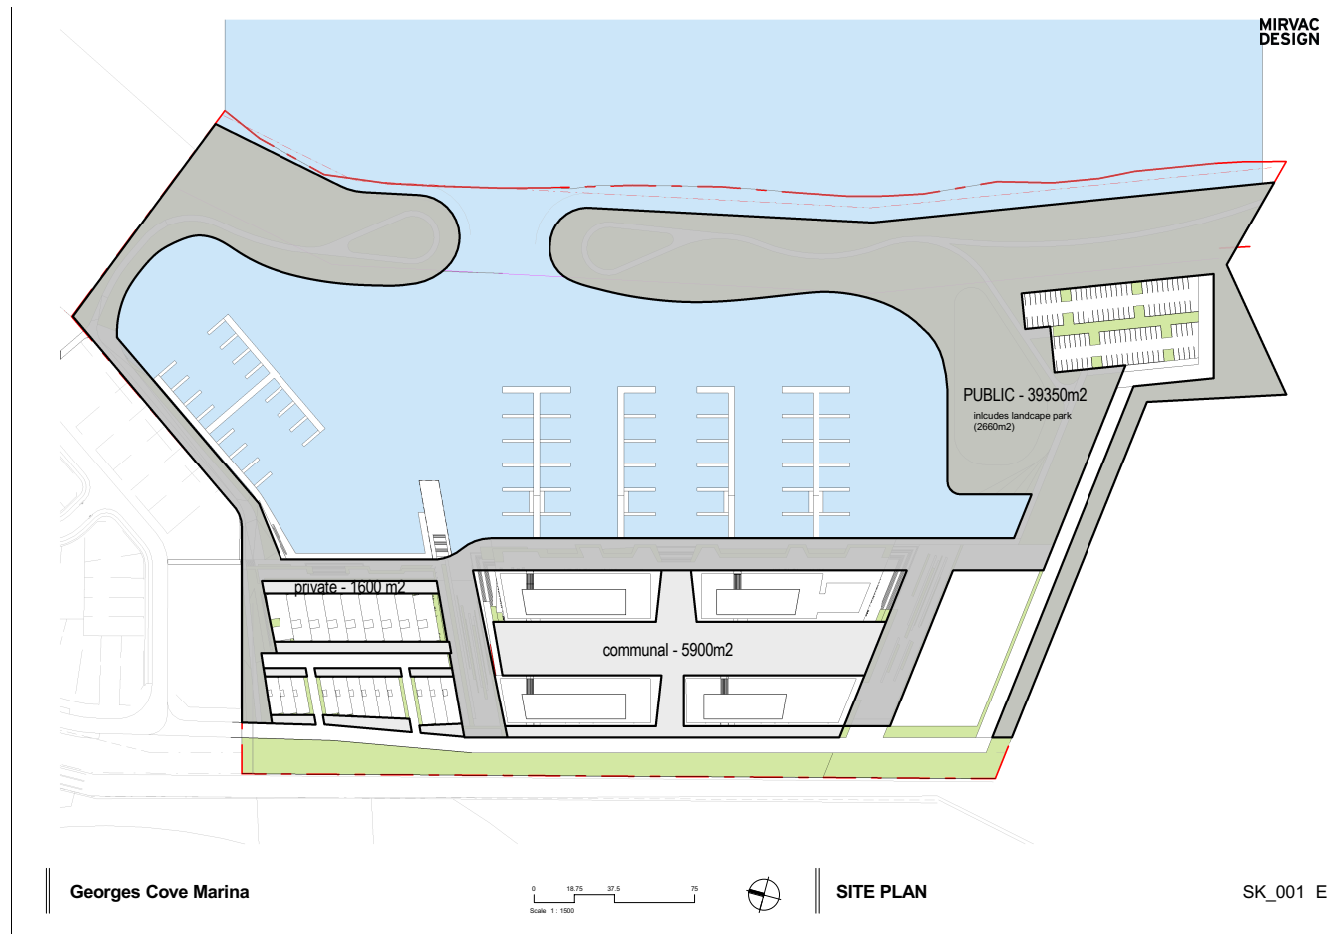 MIRVAC
DESIGN
PUBLIC - 39350m2
inlcudes landcape park
(2660m2)
private - 1600 m2
communal - 5900m2
Georges Cove Marina
0 18.75 37.5 75
Scale 1 : 1500
SITE PLAN
SK_001 E